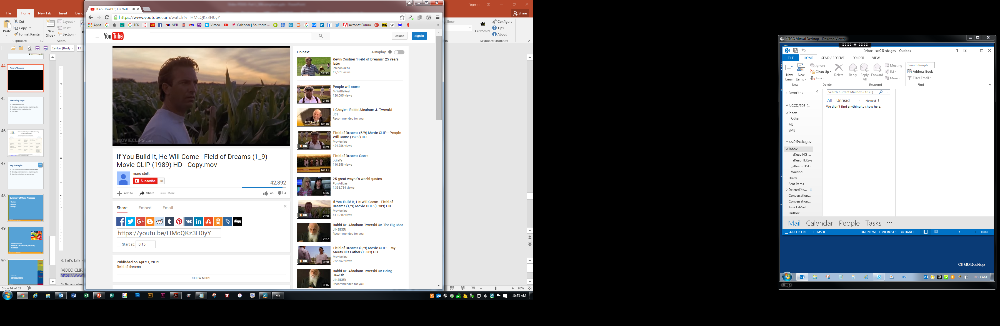 Sign in
File
Home
New Tab
Insert
Share
Cut
Copy
Format Painter
Paste
Clipboard
New
Slide
Layout
Reset
Section
Slides
Calibri (Body
12
Customize
Configure
Tips
About
Keyboard Shortcuts
44
Field of Dreams
45
Marketing Steps
46
47
Key Strategies
48
Summary of Three Practices
49
REVIEW OF SUSTAIN, DESIGN,
MARKET
50
CONCLUSION
B: Let's talk a
[VIDEO CLIP,
https://www.
B: Borrowing
Slide 44 of 53
93%
10:53 AM
If You Build It, He Will C
https://www.youtube.com/watch?v=HMcQKz3H0yY
Apps
TEK
NPR
Vimeo
Calendar | Southern ...
Acrobat Forum
YouTube
Upload
Sign in
MOVIECLIPS.COM
If You Build It, He Will Come - Field of Dreams (1_9)
Movie CLIP (1989) HD - Copy.mov
marc stott
Subscribe 10
42,892
Add to
Share
More
46
4
Share
Embed
Email
digg
https://youtu.be/HMcQKz3H0yY
Start at: 0:15
Published on Apr 21, 2012
field of dreams
SHOW MORE
Up next
Autoplay
Kevin Costner "Field of Dreams" 25 years
later
ichiban akita
12,581 views
12:21
People will come
MrWiffleFest
120,005 views
2:45
L'Chayim: Rabbi Abraham J. Twerski
JBS
Recommended for you
L'CHAYIM
59:15
Field of Dreams (5/9) Movie CLIP - People
Will Come (1989) HD
Movieclips
424,286 views
HD
3:29
Field of Dreams Score
Jofalfa
110,558 views
50:11
25 great wayne's world quotes
PonAdidas
1,336,754 views
5:56
If You Build It, He Will Come - Field of
Dreams (1/9) Movie CLIP (1989) HD
Movieclips
311,048 views
HD
2:28
Rabbi Dr. Abraham Twerski On The Big Idea
JINSIDER
Recommended for you
2:27
Field of Dreams (8/9) Movie CLIP - Ray
Meets His Father (1989) HD
Movieclips
262,852 views
HD
3:28
Rabbi Dr. Abraham Twerski On Being
Jewish
JINSIDER
Recommended for you
3:16
CITGO Virtual Desktop - Desktop Viewer
Inbox - xzz0@cdc.gov - Outlook
FILE
HOME
SEND / RECEIVE
FOLDER
VIEW
New
Email
New
Items
New
Ignore
Clean Up
Junk
Delete
Delete
Reply
Reply
All
Forward
Meeting
IM
More
Respond
Search People
Address Book
Filter Email
Find
Favorites
NCCD/508 (...
Inbox
Other
ML
SMB
xzz0@cdc.gov
Inbox
_aKeep NG_...
_aKeep TEKsys
_aKeep zITSO
Waiting
Drafts
Sent Items
Deleted Ite... 1
Conversation...
Conversation...
Junk E-Mail
Outbox
Search Current Mailbox (Ctrl+E)
All Unread Newest
We didn't find anything to show here.
Mail Calendar People Tasks ...
4.63 GB FREE ITEMS: 0
ONLINE WITH: MICROSOFT EXCHANGE
100%
CITGO Desktop
10:53 AM
citrix